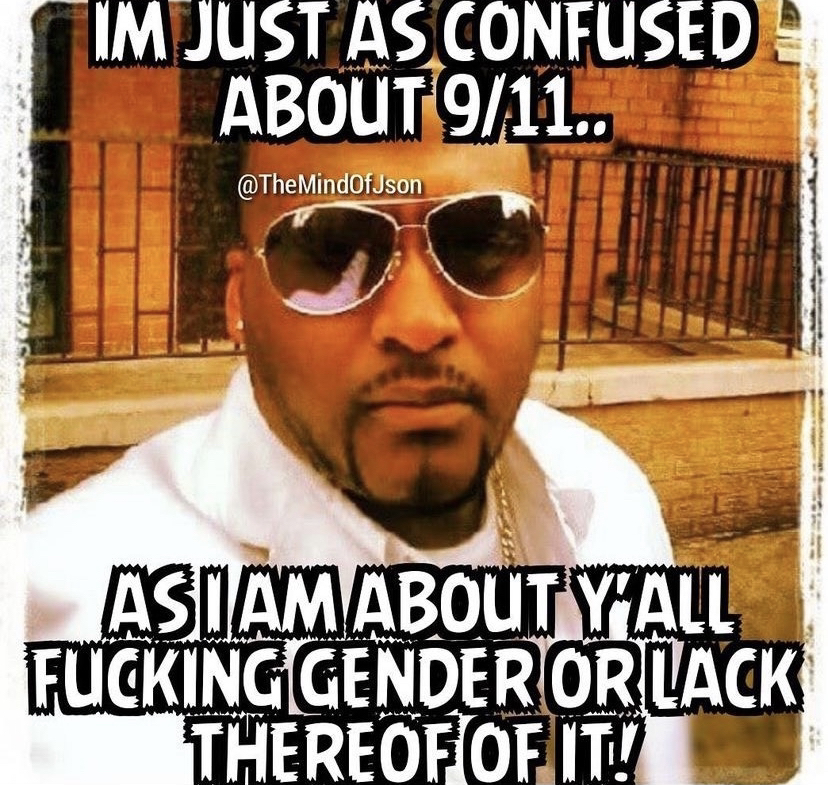 IM JUST AS CONFUSED
ABOUT 9/11..
@TheMindOfJson
AS I AM ABOUT Y'ALL
FUCKING GENDER OR LACK
THEREOF OF IT!